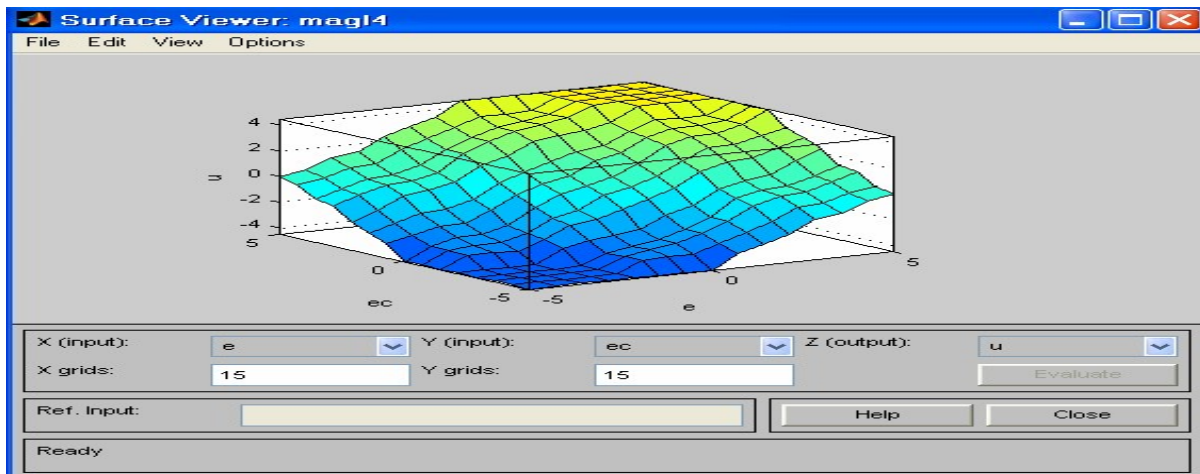 Surface Viewer: magl4
File Edit View Options
4
2
0
-2
-4
u
5
0
-5
ec
-5
0
5
e
X (input): e Y (input): ec Z (output): u
X grids: 15 Y grids: 15 Evaluate
Ref. Input: Help Close
Ready